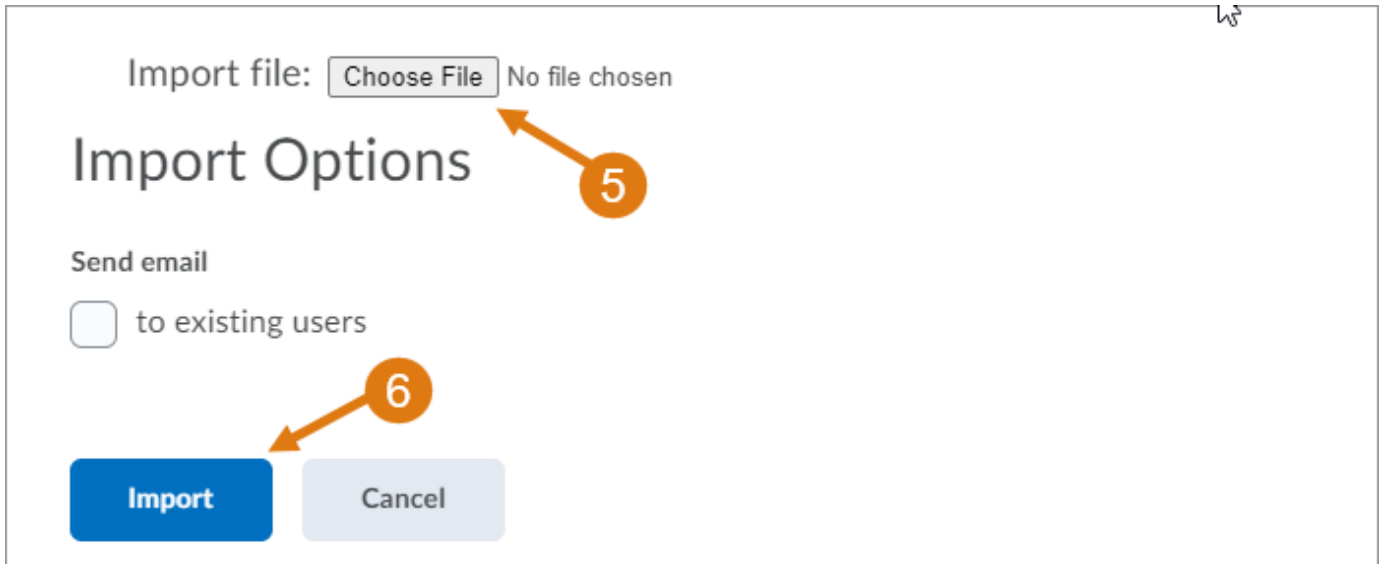 Import file: Choose File No file chosen
Import Options
5
Send email
to existing users
6
Import Cancel